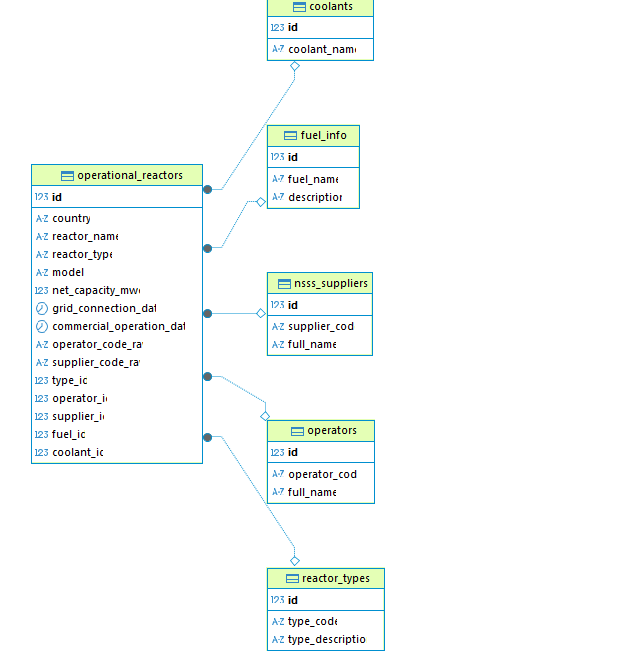 coolants
123 id
A-Z coolant_name
fuel_info
123 id
A-Z fuel_name
A-Z description
operational_reactors
123 id
A-Z country
A-Z reactor_name
A-Z reactor_type
A-Z model
123 net_capacity_mw
grid_connection_dat
commercial_operation_dat
A-Z operator_code_ra
A-Z supplier_code_ra
123 type_ic
123 operator_ic
123 supplier_ic
123 fuel_ic
123 coolant_ic
nsss_suppliers
123 id
A-Z supplier_cod
A-Z full_name
operators
123 id
A-Z operator_cod
A-Z full_name
reactor_types
123 id
A-Z type_code
A-Z type_descriptio